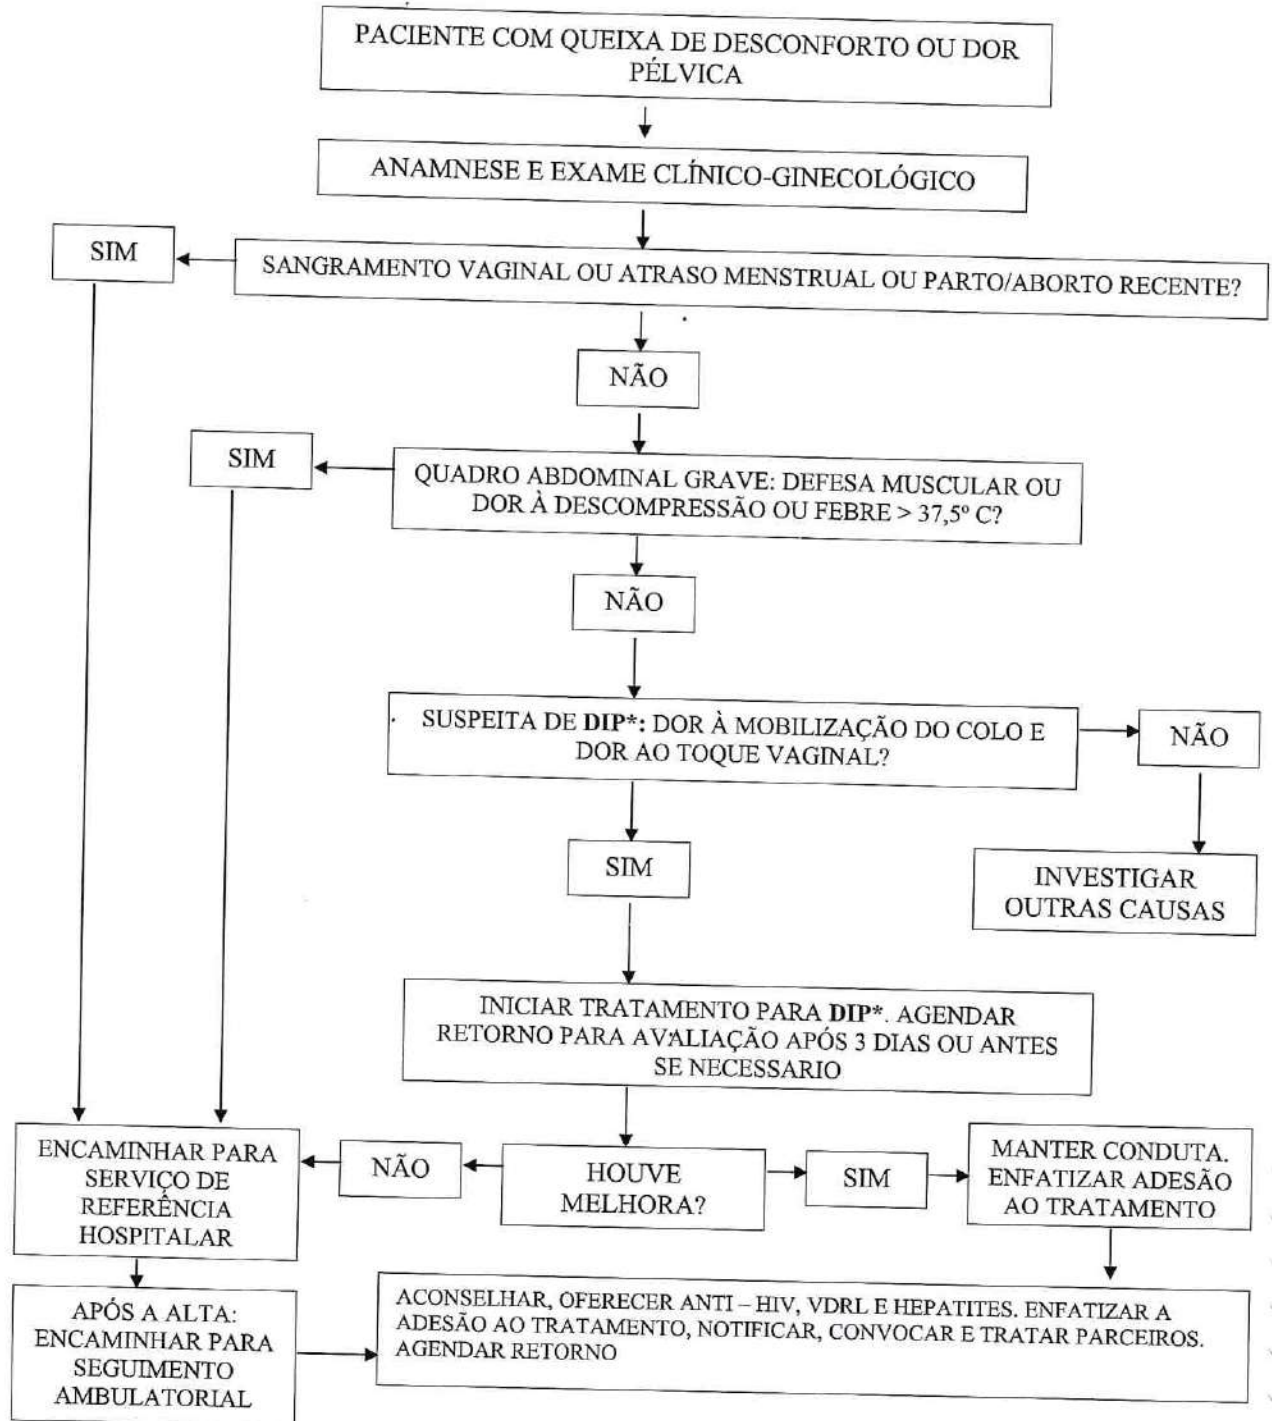 PACIENTE COM QUEIXA DE DESCONFORTO OU DOR
PÉLVICA
ANAMNESE E EXAME CLÍNICO-GINECOLÓGICO
SIM
SANGRAMENTO VAGINAL OU ATRASO MENSTRUAL OU PARTO/ABORTO RECENTE?
NÃO
SIM
QUADRO ABDOMINAL GRAVE: DEFESA MUSCULAR OU
DOR À DESCOMPRESSÃO OU FEBRE > 37,5º C?
NÃO
SUSPEITA DE DIP*: DOR À MOBILIZAÇÃO DO COLO E
DOR AO TOQUE VAGINAL?
NÃO
SIM
INVESTIGAR
OUTRAS CAUSAS
INICIAR TRATAMENTO PARA DIP*. AGENDAR
RETORNO PARA AVALIAÇÃO APÓS 3 DIAS OU ANTES
SE NECESSARIO
ENCAMINHAR PARA
SERVIÇO DE
REFERÊNCIA
HOSPITALAR
NÃO
HOUVE
MELHORA?
SIM
MANTER CONDUTA.
ENFATIZAR ADESÃO
AO TRATAMENTO
APÓS A ALTA:
ENCAMINHAR PARA
SEGUIMENTO
AMBULATORIAL
ACONSELHAR, OFERECER ANTI – HIV, VDRL E HEPATITES. ENFATIZAR A
ADESÃO AO TRATAMENTO, NOTIFICAR, CONVOCAR E TRATAR PARCEIROS.
AGENDAR RETORNO